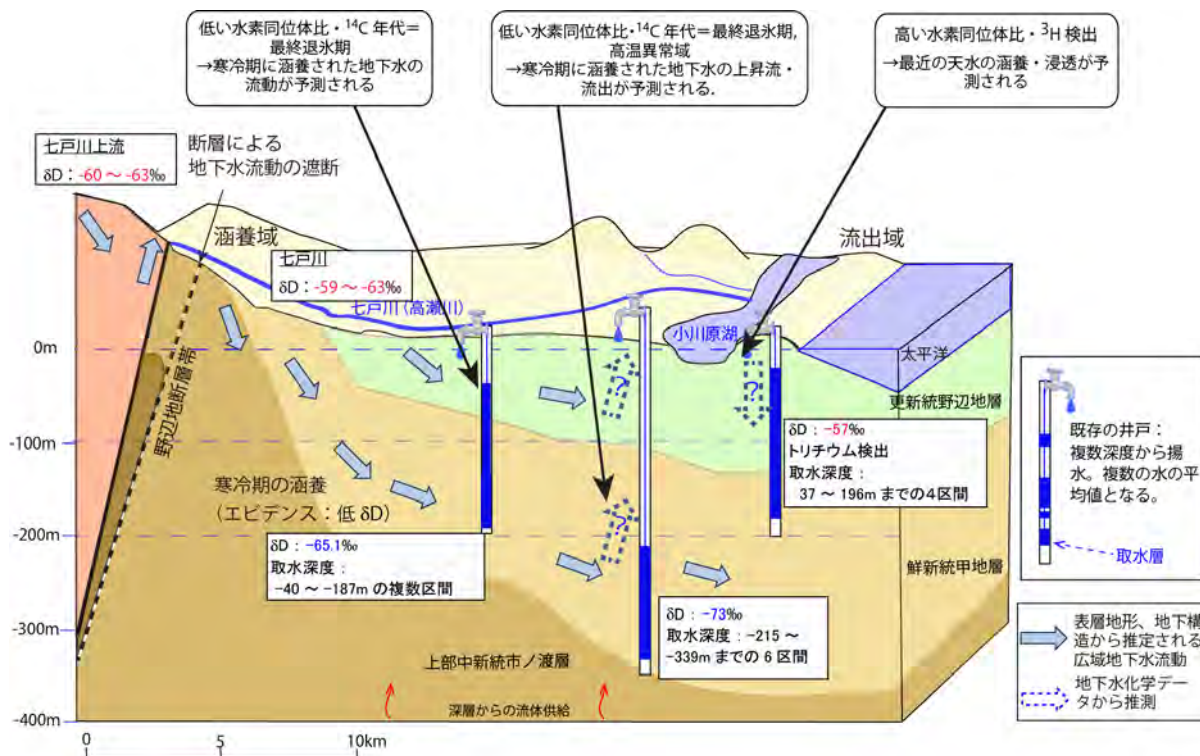 低い水素同位体比・¹⁴C 年代＝
最終退氷期
→寒冷期に涵養された地下水の
流動が予測される
低い水素同位体比・¹⁴C 年代＝最終退氷期,
高温異常域
→寒冷期に涵養された地下水の上昇流・
流出が予測される.
高い水素同位体比・³H 検出
→最近の天水の涵養・浸透が予
測される
七戸川上流
δD：-60 ～ -63‰
断層による
地下水流動の遮断
涵養域
流出域
七戸川
δD：-59 ～ -63‰
七戸川（高瀬川）
小川原湖
太平洋
0m
-100m
-200m
-300m
-400m
野辺地断層帯
更新統野辺地層
δD：-57‰
トリチウム検出
取水深度：
37 ～ 196m までの4区間
寒冷期の涵養
（エビデンス：低 δD）
δD：-65.1‰
取水深度：
-40 ～ -187m の複数区間
鮮新統甲地層
δD：-73‰
取水深度：-215 ～
-339m までの 6 区間
上部中新統市ノ渡層
深層からの流体供給
0
5
10km
?
?
?
既存の井戸：
複数深度から揚
水。複数の水の平
均値となる。
取水層
表層地形、地下構
造から推定される
広域地下水流動
地下水化学デー
タから推測